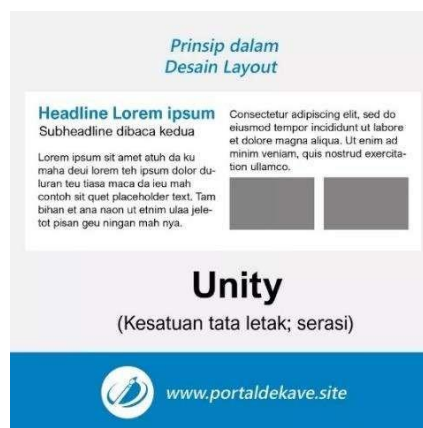 Prinsip dalam
Desain Layout
Headline Lorem ipsum
Subheadline dibaca kedua
Lorem ipsum sit amet atuh da ku
maha deui lorem teh ipsum dolor du-
luran teu tiasa maca da ieu mah
contoh sit quet placeholder text. Tam
bihan et ana naon ut etnim ulaa jele-
tot pisan geu ningan mah nya.
Consectetur adipiscing elit, sed do
eiusmod tempor incididunt ut labore
et dolore magna aliqua. Ut enim ad
minim veniam, quis nostrud exercita-
tion ullamco.
Unity
(Kesatuan tata letak; serasi)
www.portaldekave.site